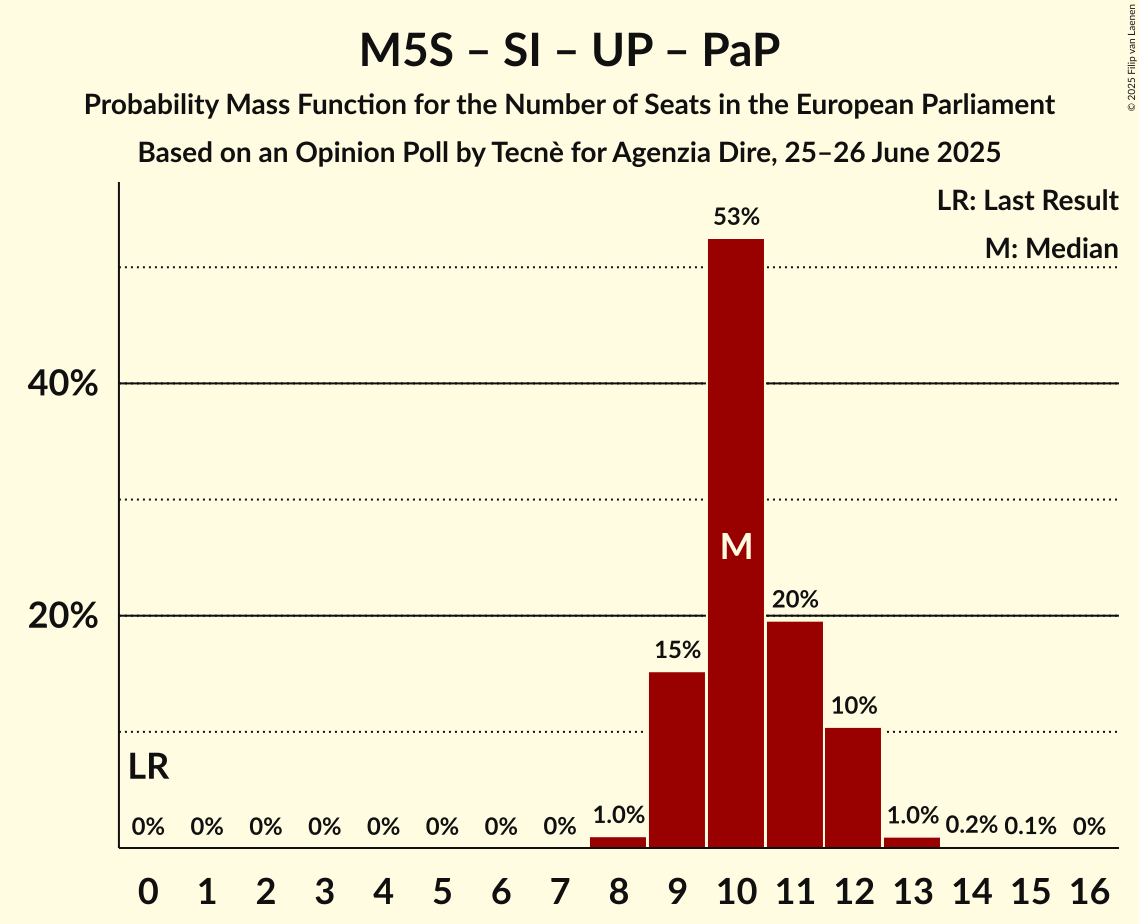 M5S – SI – UP – PaP
Probability Mass Function for the Number of Seats in the European Parliament
Based on an Opinion Poll by Tecnè for Agenzia Dire, 25–26 June 2025
© 2025 Filip van Laenen
LR: Last Result
M: Median
53%
40%
M
20%
20%
15%
10%
LR
0% 0% 0% 0% 0% 0% 0% 0% 1.0% 1.0% 0.2% 0.1% 0%
0 1 2 3 4 5 6 7 8 9 10 11 12 13 14 15 16